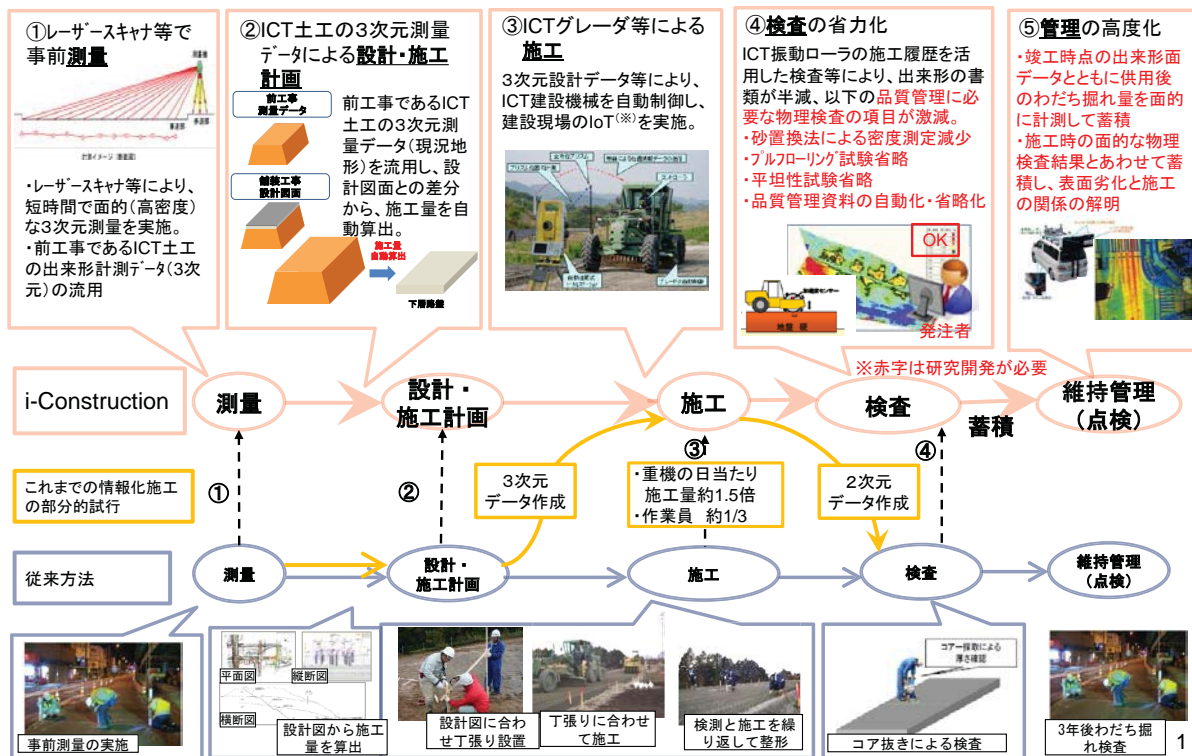 ①レーザースキャナ等で
事前測量
・レーザースキャナ等により、
短時間で面的（高密度）
な３次元測量を実施。
・前工事であるICT土工
の出来形計測データ（３次
元）の流用
②ICT土工の３次元測量
データによる設計・施工
計画
前工事
測量データ
舗装工事
設計図面
前工事であるICT
土工の３次元測
量データ（現況地
形）を流用し、設
計図面との差分
から、施工量を自
動算出。
施工量
自動算出
下層路盤
③ICTグレーダ等による
施工
３次元設計データ等により、
ICT建設機械を自動制御し、
建設現場のIoT(※)を実施。
④検査の省力化
ICT振動ローラの施工履歴を活
用した検査等により、出来形の書
類が半減、以下の品質管理に必
要な物理検査の項目が激減。
・砂置換法による密度測定減少
・プルフローリング試験省略
・平坦性試験省略
・品質管理資料の自動化・省略化
OK
地盤 硬
発注者
⑤管理の高度化
・竣工時点の出来形面
データとともに供用後
のわだち掘れ量を面的
に計測して蓄積
・施工時の面的な物理
検査結果とあわせて蓄
積し、表面劣化と施工
の関係の解明
※赤字は研究開発が必要
i-Construction
測量
設計・
施工計画
施工
検査
蓄積
維持管理
（点検）
これまでの情報化施工
の部分的試行
①
②
３次元
データ作成
③
・重機の日当たり
施工量約1.5倍
・作業員 約1/3
２次元
データ作成
④
従来方法
測量
設計・
施工計画
施工
検査
維持管理
（点検）
事前測量の実施
平面図
縦断図
横断図
設計図から施工
量を算出
設計図に合わ
せ丁張り設置
丁張りに合わせ
て施工
検測と施工を繰
り返して整形
コアー採取による
厚さ確認
コア抜きによる検査
3年後わだち掘
れ検査
1